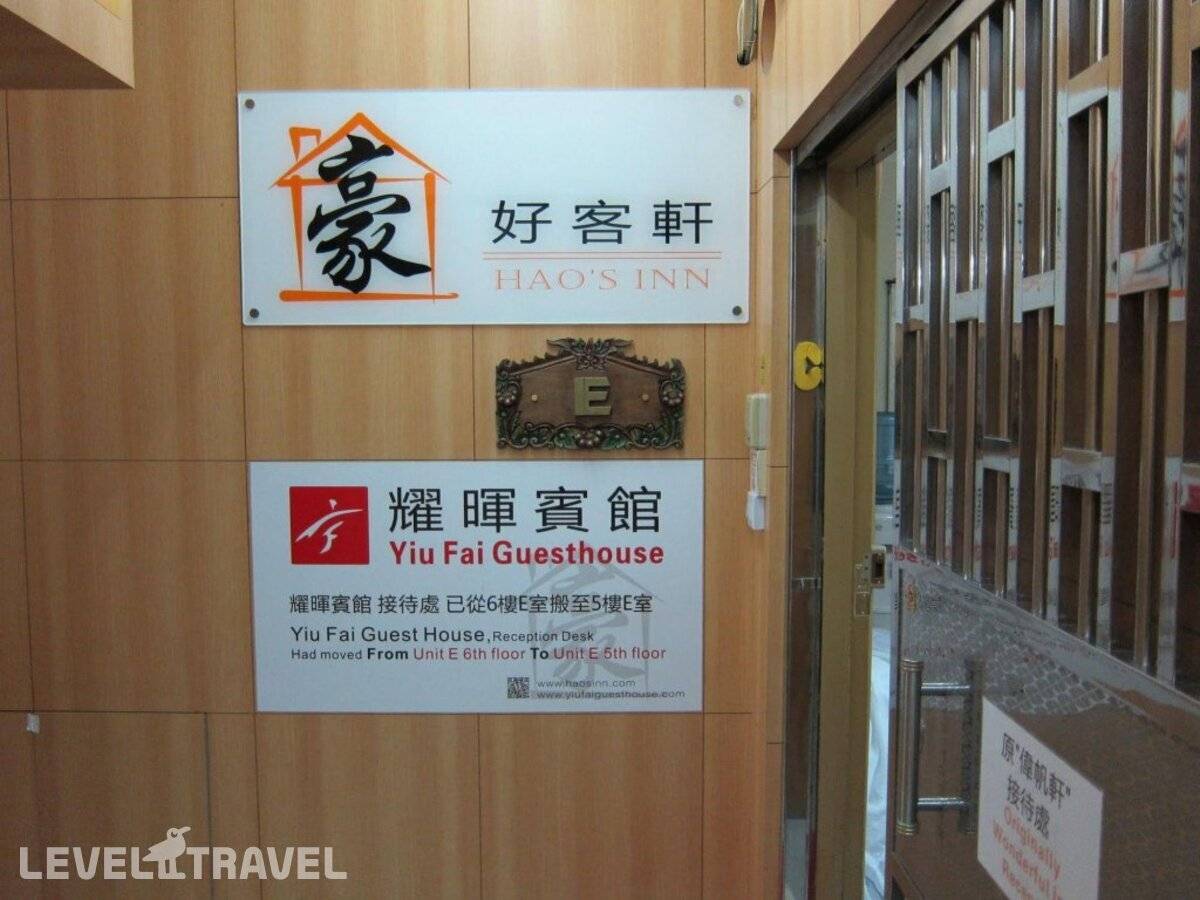 豪
好客軒
HAO'S INN
E
C
耀暉賓館
Yiu Fai Guesthouse
耀暉賓館 接待處 已從6樓E室搬至5樓E室
Yiu Fai Guest House, Reception Desk
Had moved From Unit E 6th floor To Unit E 5th floor
www.haosinn.com
www.yiufaiguesthouse.com
原"偉帆軒"
接待處
Originally
LEVEL TRAVEL